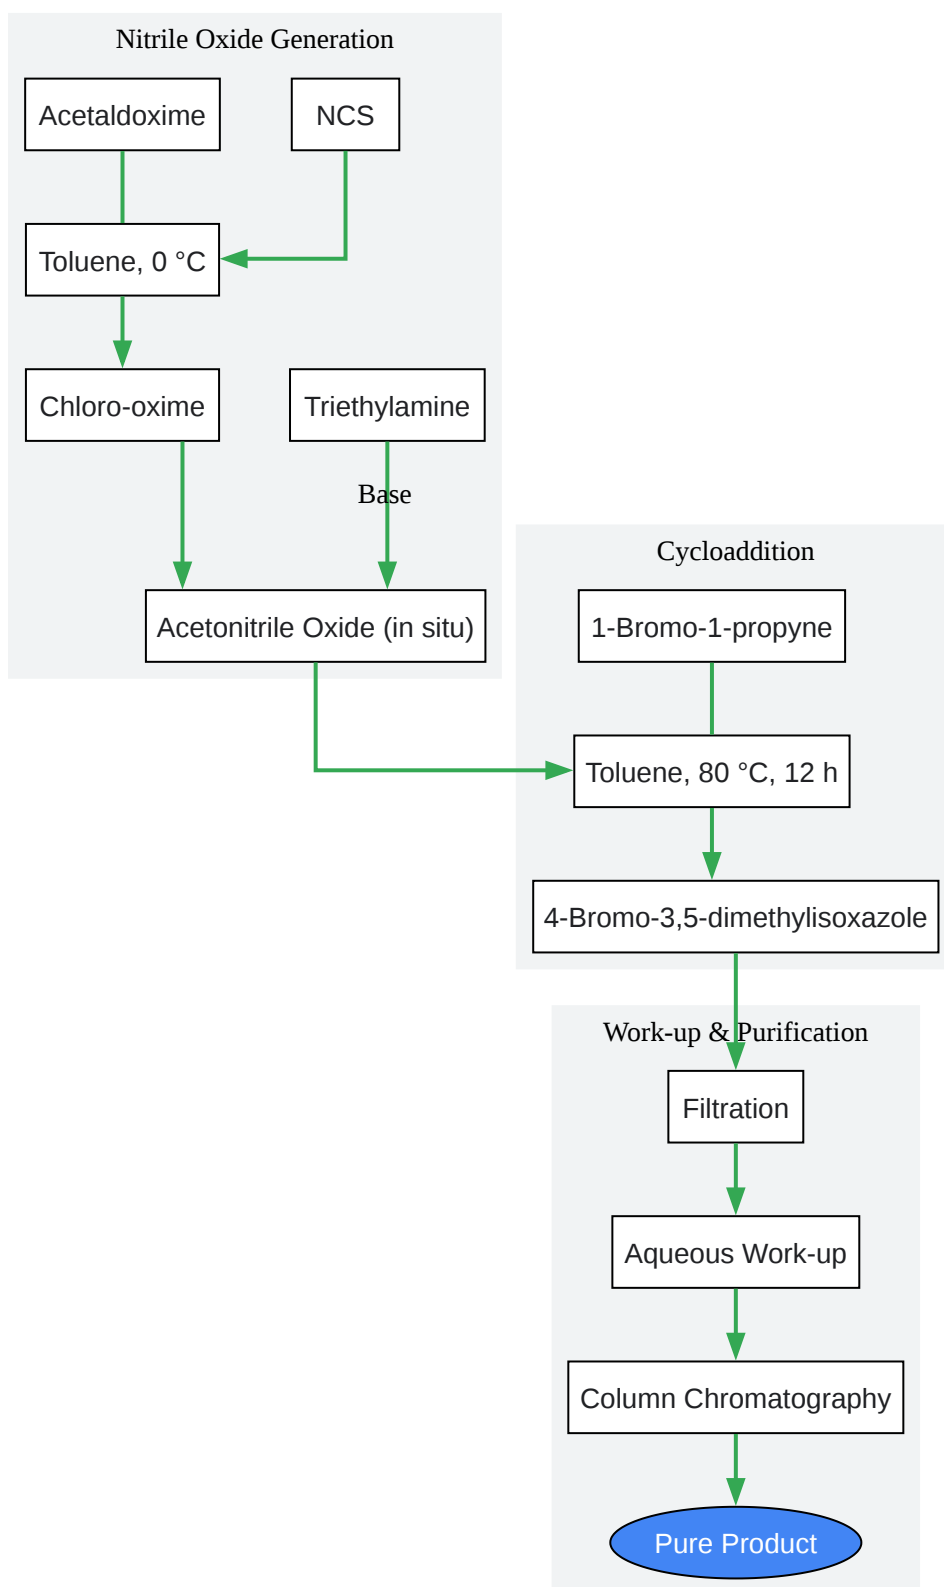 Nitrile Oxide Generation
Acetaldoxime
NCS
Toluene, 0 °C
Chloro-oxime
Triethylamine
Base
Acetonitrile Oxide (in situ)
Cycloaddition
1-Bromo-1-propyne
Toluene, 80 °C, 12 h
4-Bromo-3,5-dimethylisoxazole
Work-up & Purification
Filtration
Aqueous Work-up
Column Chromatography
Pure Product